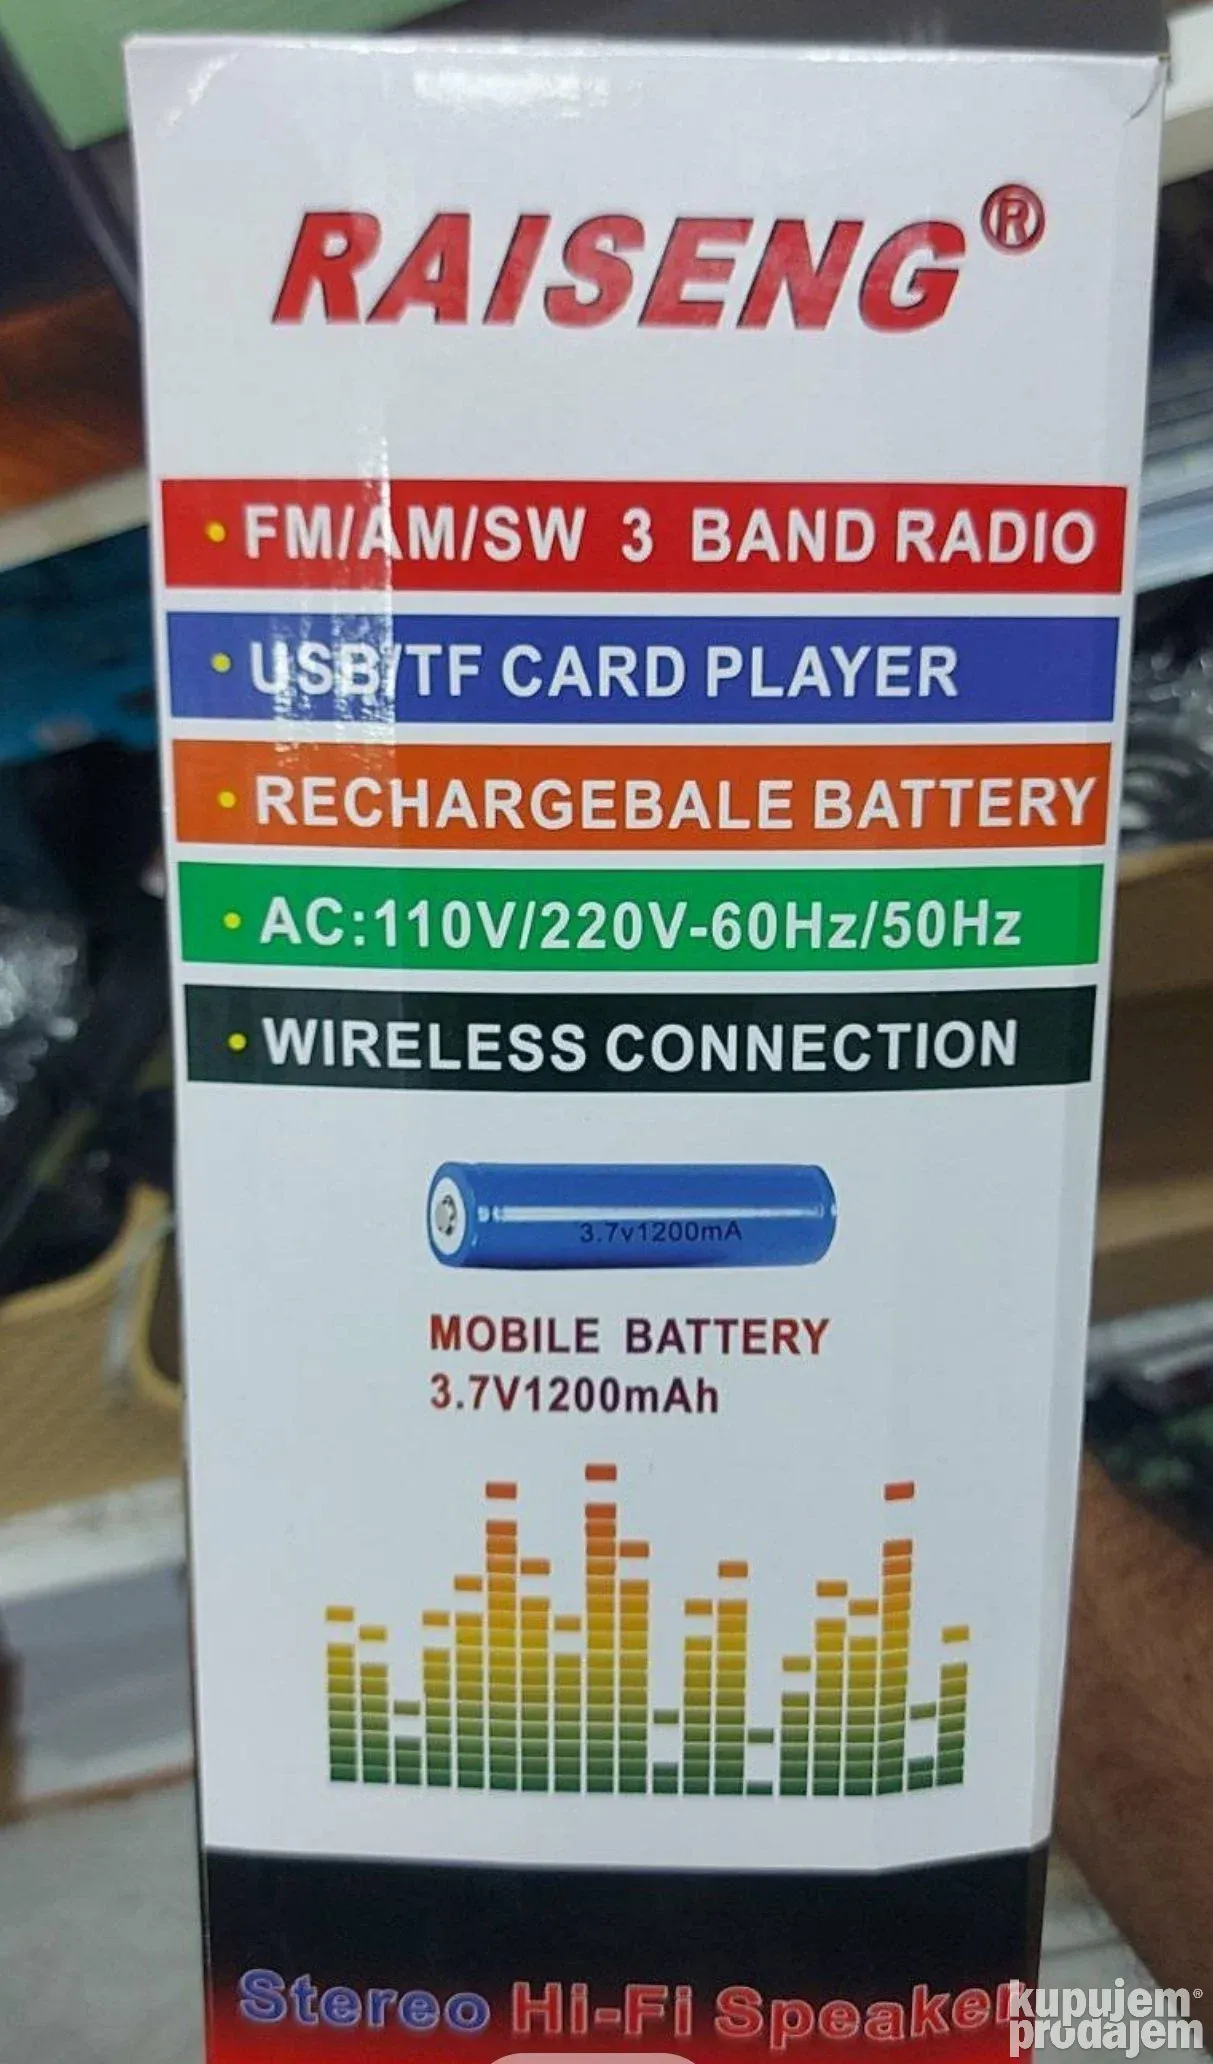 RAISENG®
• FM/AM/SW 3 BAND RADIO
• USB/TF CARD PLAYER
• RECHARGEBALE BATTERY
• AC:110V/220V-60Hz/50Hz
• WIRELESS CONNECTION
3.7v1200mA
MOBILE BATTERY
3.7V1200mAh
Stereo Hi-Fi Speaker
kupujem®
prodajem